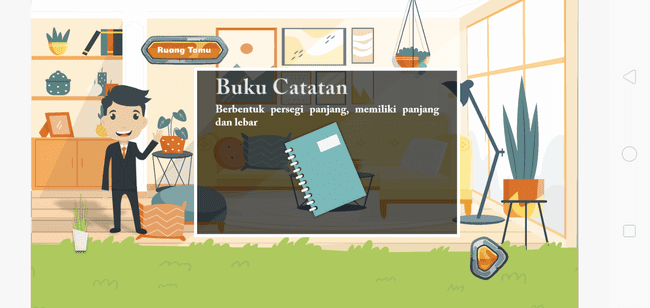 Ruang Tamu
Buku Catatan
Berbentuk persegi panjang, memiliki panjang
dan lebar